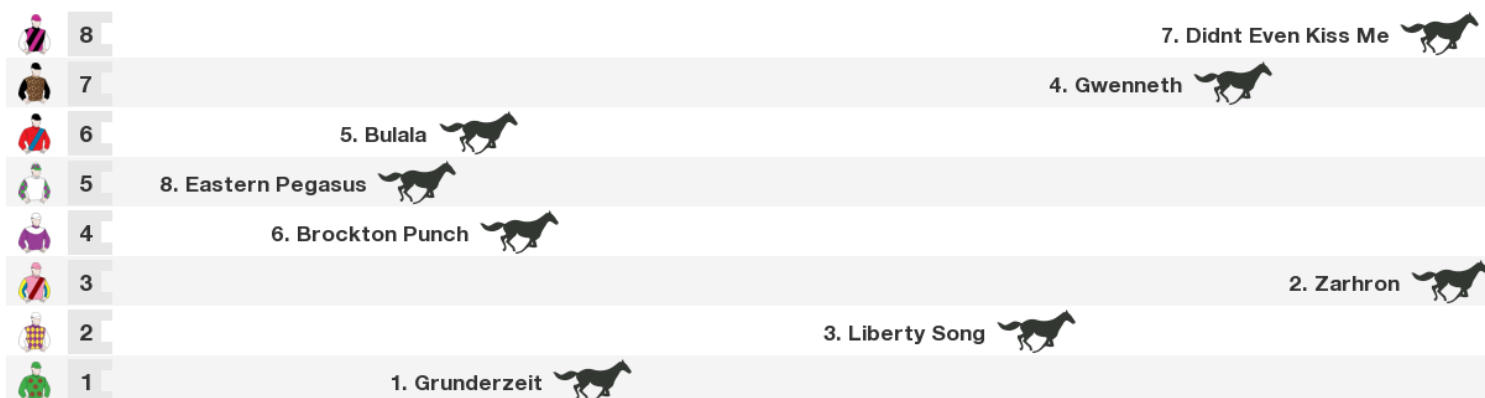 8 7. Didnt Even Kiss Me
7 4. Gwenneth
6 5. Bulala
5 8. Eastern Pegasus
4 6. Brockton Punch
3 2. Zarhron
2 3. Liberty Song
1 1. Grunderzeit